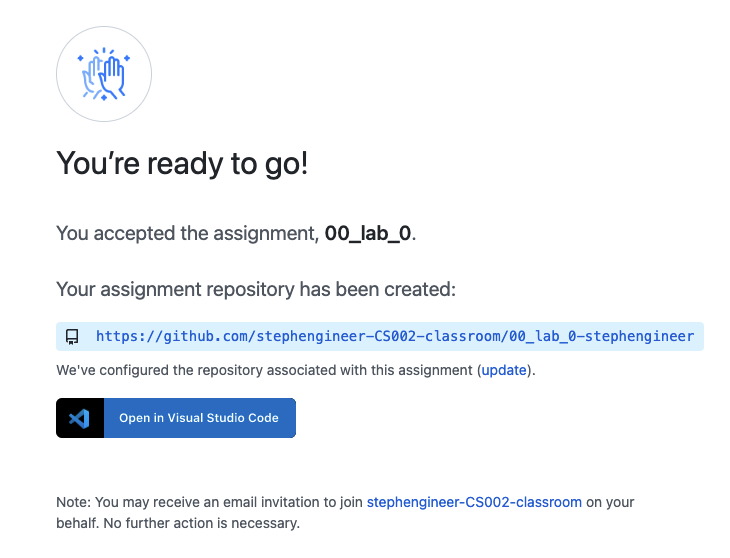 You're ready to go!
You accepted the assignment, 00_lab_0.
Your assignment repository has been created:
https://github.com/stephengineer-CS002-classroom/00_lab_0-stephengineer
We've configured the repository associated with this assignment (update).
Open in Visual Studio Code
Note: You may receive an email invitation to join stephengineer-CS002-classroom on your
behalf. No further action is necessary.